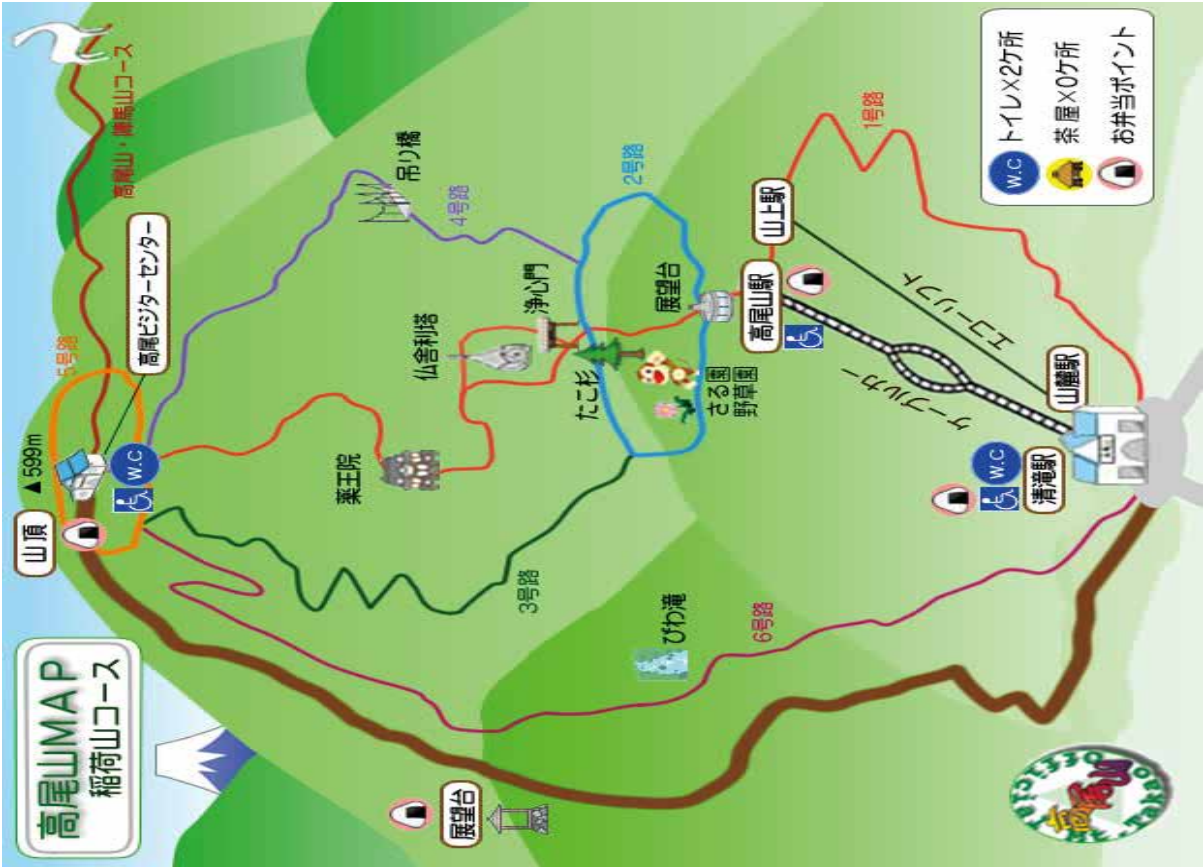 高尾山MAP
稲荷山コース
山頂
▲599m
5号路
高尾山・陣馬山コース
高尾ビジターセンター
W.C
吊り橋
4号路
薬王院
仏舎利塔
浄心門
3号路
たこ杉
2号路
展望台
さる園
野草園
展望台
びわ滝
6号路
高尾山駅
山上駅
1号路
ケーブルカー
エコーリフト
W.C
清滝駅
山麓駅
W.C トイレ×2ケ所
茶屋×0ケ所
お弁当ポイント